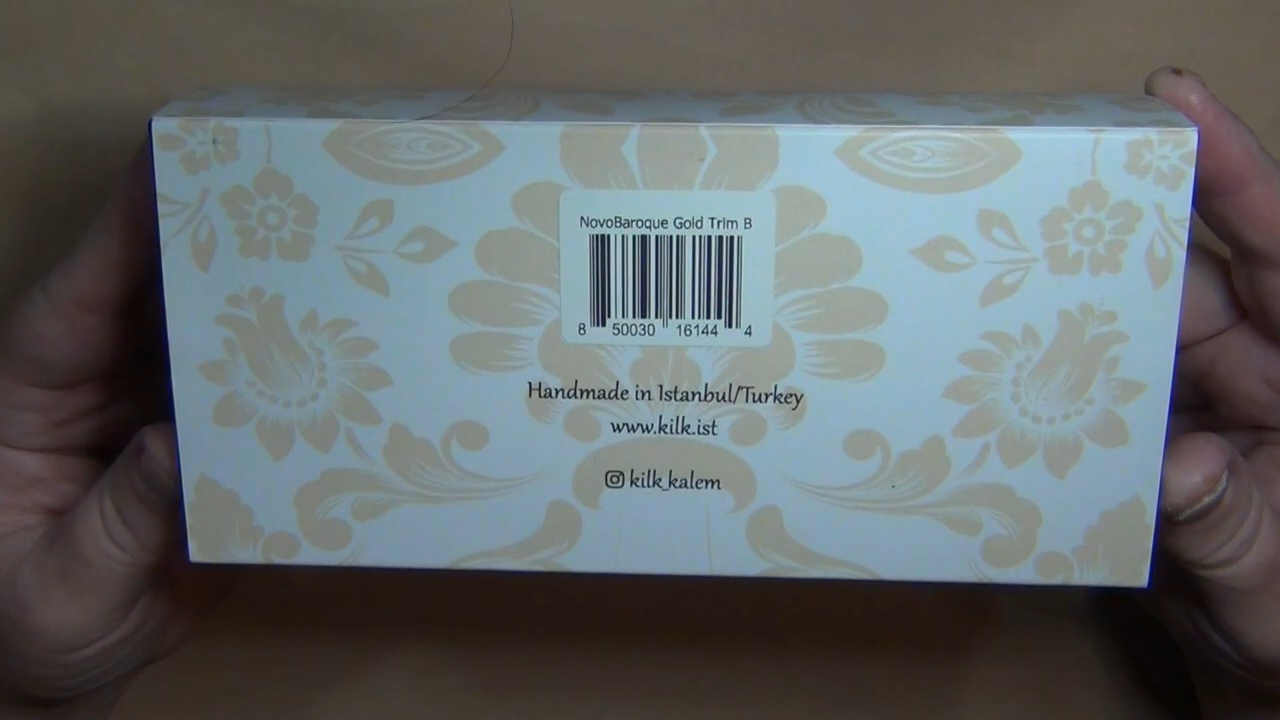 NovoBaroque Gold Trim B
8 50030 16144 4
Handmade in Istanbul/Turkey
www.kilk.ist
kilk_kalem